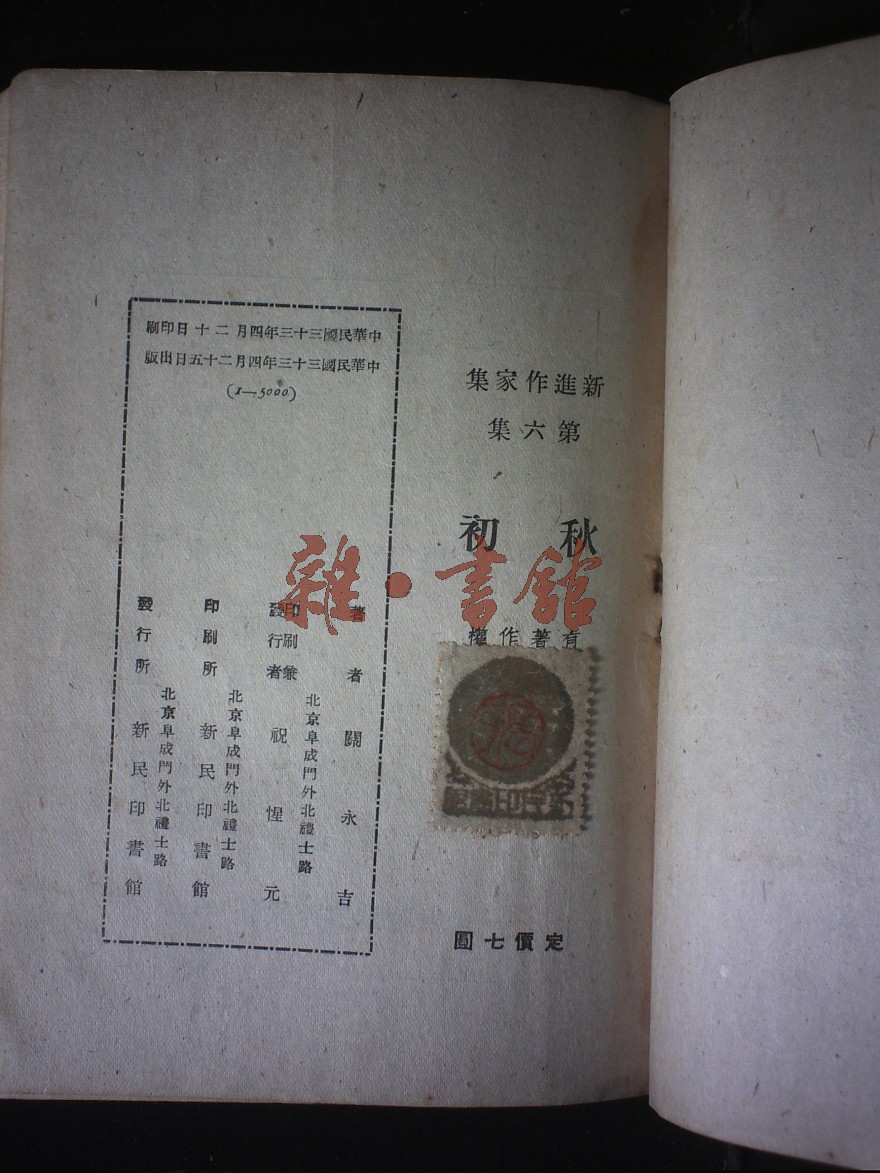 新進作家集
第六集
秋初
有著作權
定價七圓
中華民國三十三年四月二十日印刷
中華民國三十三年四月二十五日出版
(1—5000)
著者 關永吉
北京阜成門外北禮士路
印刷兼發行者 祝惺元
北京阜成門外北禮士路
印刷所 新民印書館
北京阜成門外北禮士路
發行所 新民印書館
雜·書館